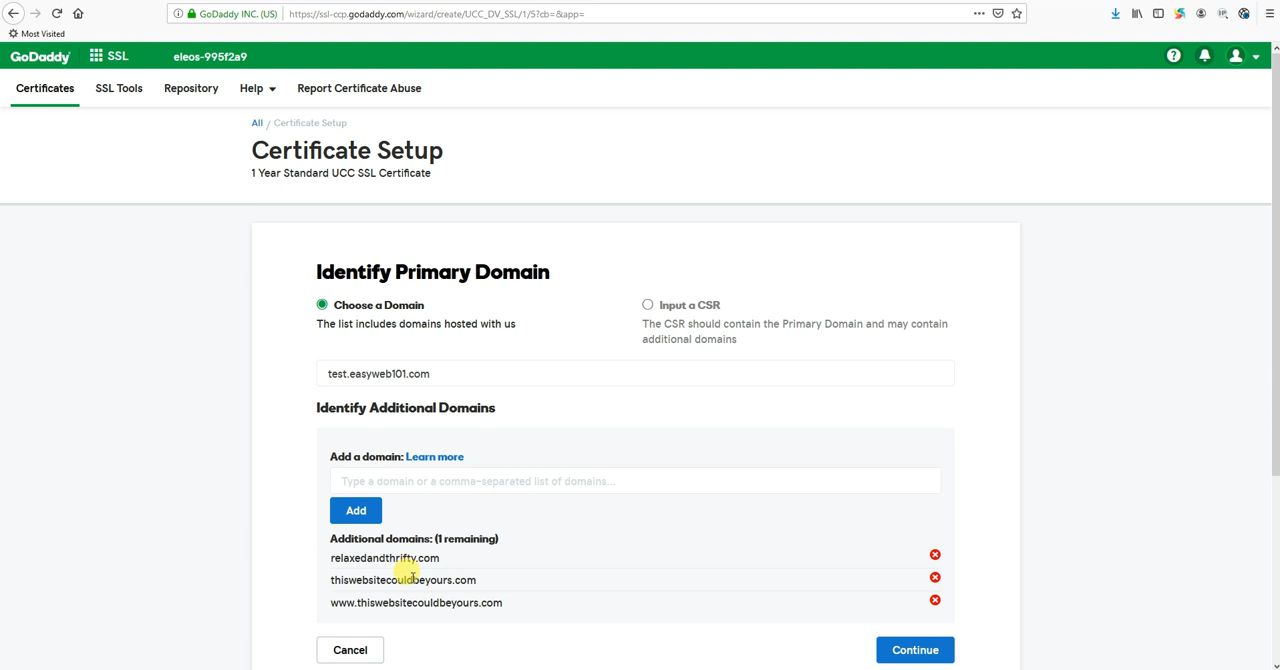 GoDaddy INC. (US)
https://ssl-ccp.godaddy.com/wizard/create/UCC_DV_SSL/1/5?cb=&app=
Most Visited
GoDaddy
SSL
eleos-995f2a9
Certificates
SSL Tools
Repository
Help
Report Certificate Abuse
All / Certificate Setup
Certificate Setup
1 Year Standard UCC SSL Certificate
Identify Primary Domain
Choose a Domain
The list includes domains hosted with us
Input a CSR
The CSR should contain the Primary Domain and may contain
additional domains
test.easyweb101.com
Identify Additional Domains
Add a domain: Learn more
Type a domain or a comma-separated list of domains...
Add
Additional domains: (1 remaining)
relaxedandthrifty.com
thiswebsitecouldbeyours.com
www.thiswebsitecouldbeyours.com
Cancel
Continue